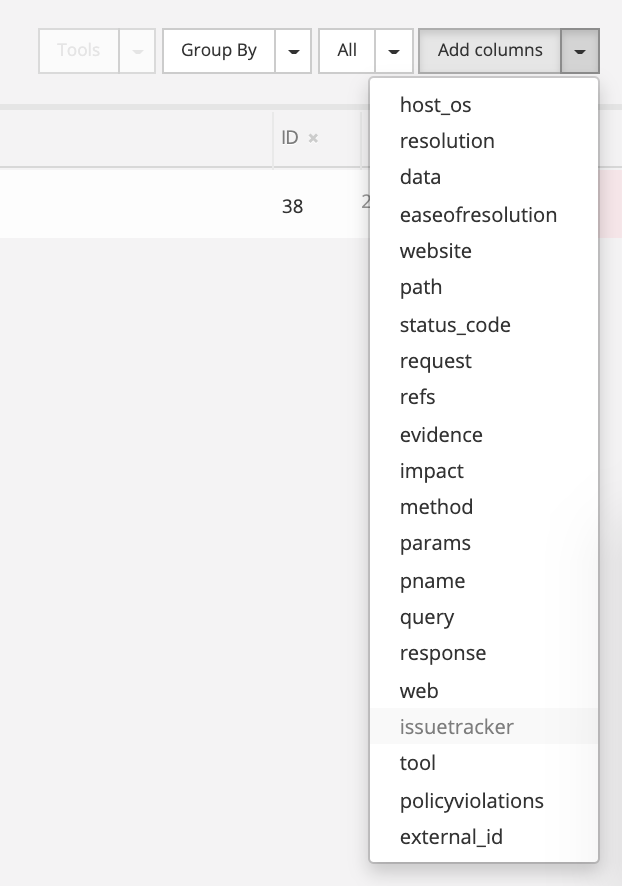 Tools Group By All Add columns
ID ×
38 2
host_os
resolution
data
easeofresolution
website
path
status_code
request
refs
evidence
impact
method
params
pname
query
response
web
issuetracker
tool
policyviolations
external_id